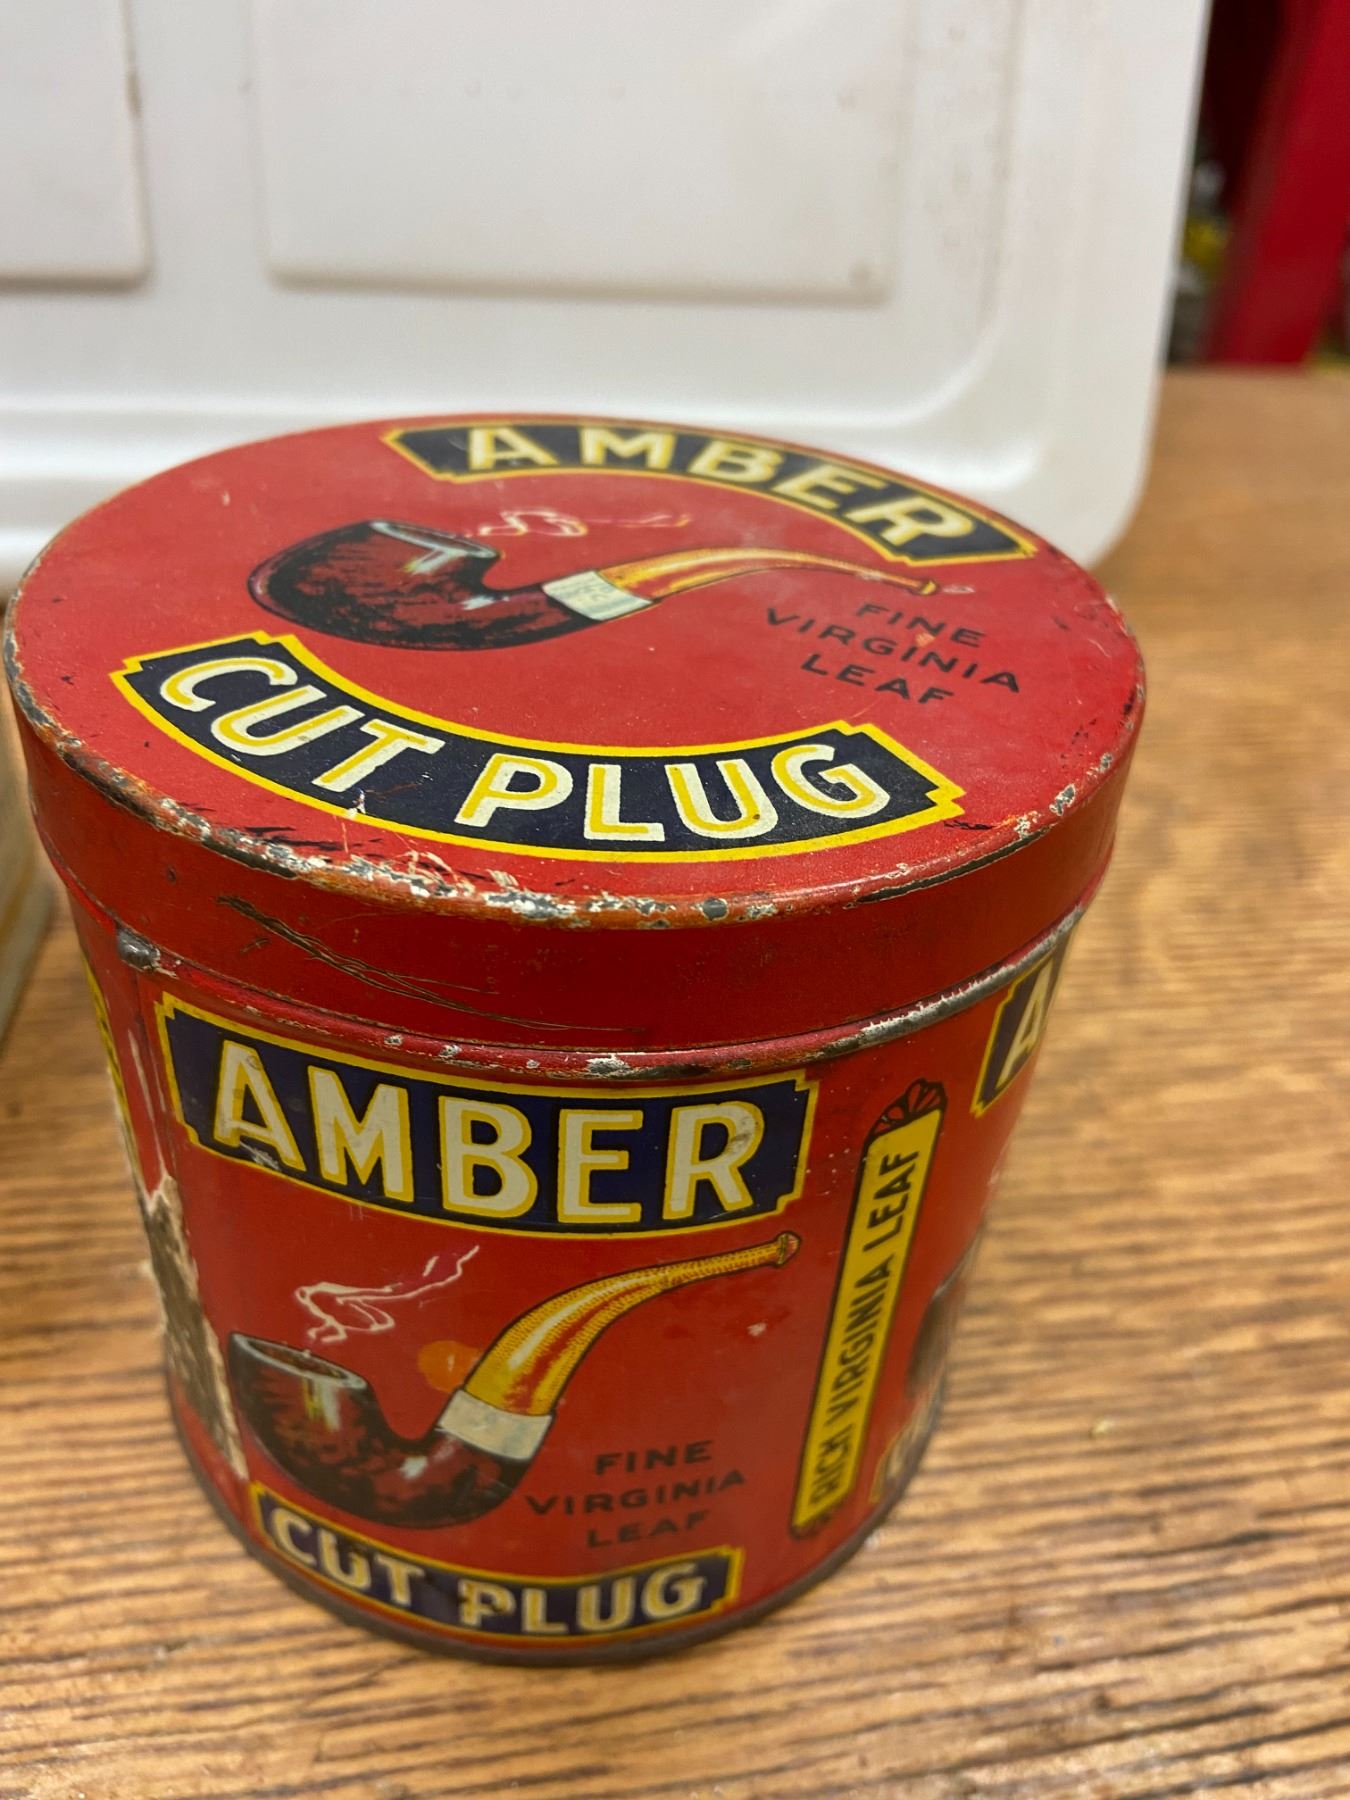 AMBER
FINE
VIRGINIA
LEAF
CUT PLUG
AMBER
FINE
VIRGINIA
LEAF
CUT PLUG
RICH VIRGINIA LEAF
A